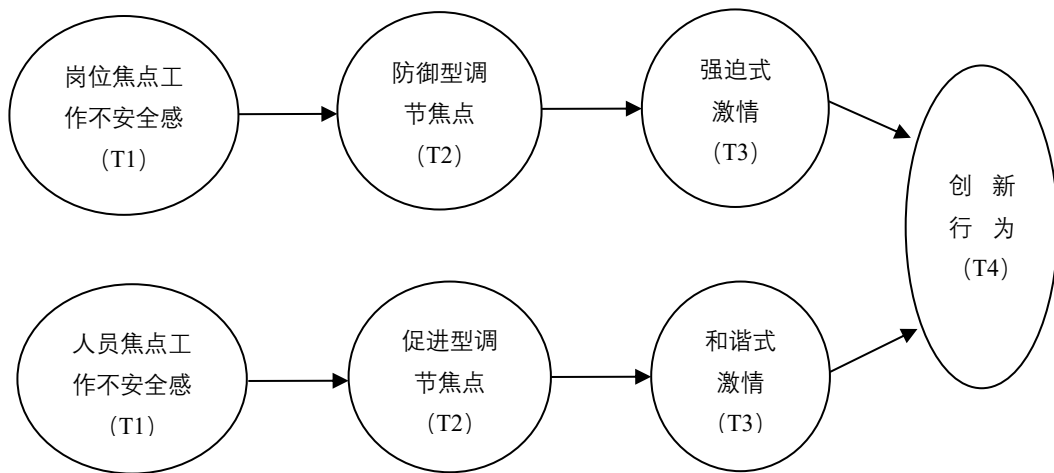 岗位焦点工
作不安全感
（T1）
防御型调
节焦点
（T2）
强迫式
激情
（T3）
创 新
行 为
（T4）
人员焦点工
作不安全感
（T1）
促进型调
节焦点
（T2）
和谐式
激情
（T3）